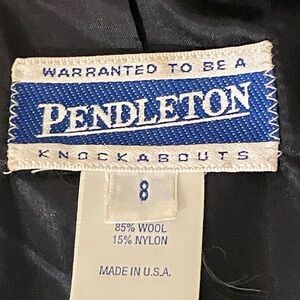 WARRANTED TO BE A
PENDLETON
KNOCKABOUTS
8
85% WOOL
15% NYLON
MADE IN U.S.A.